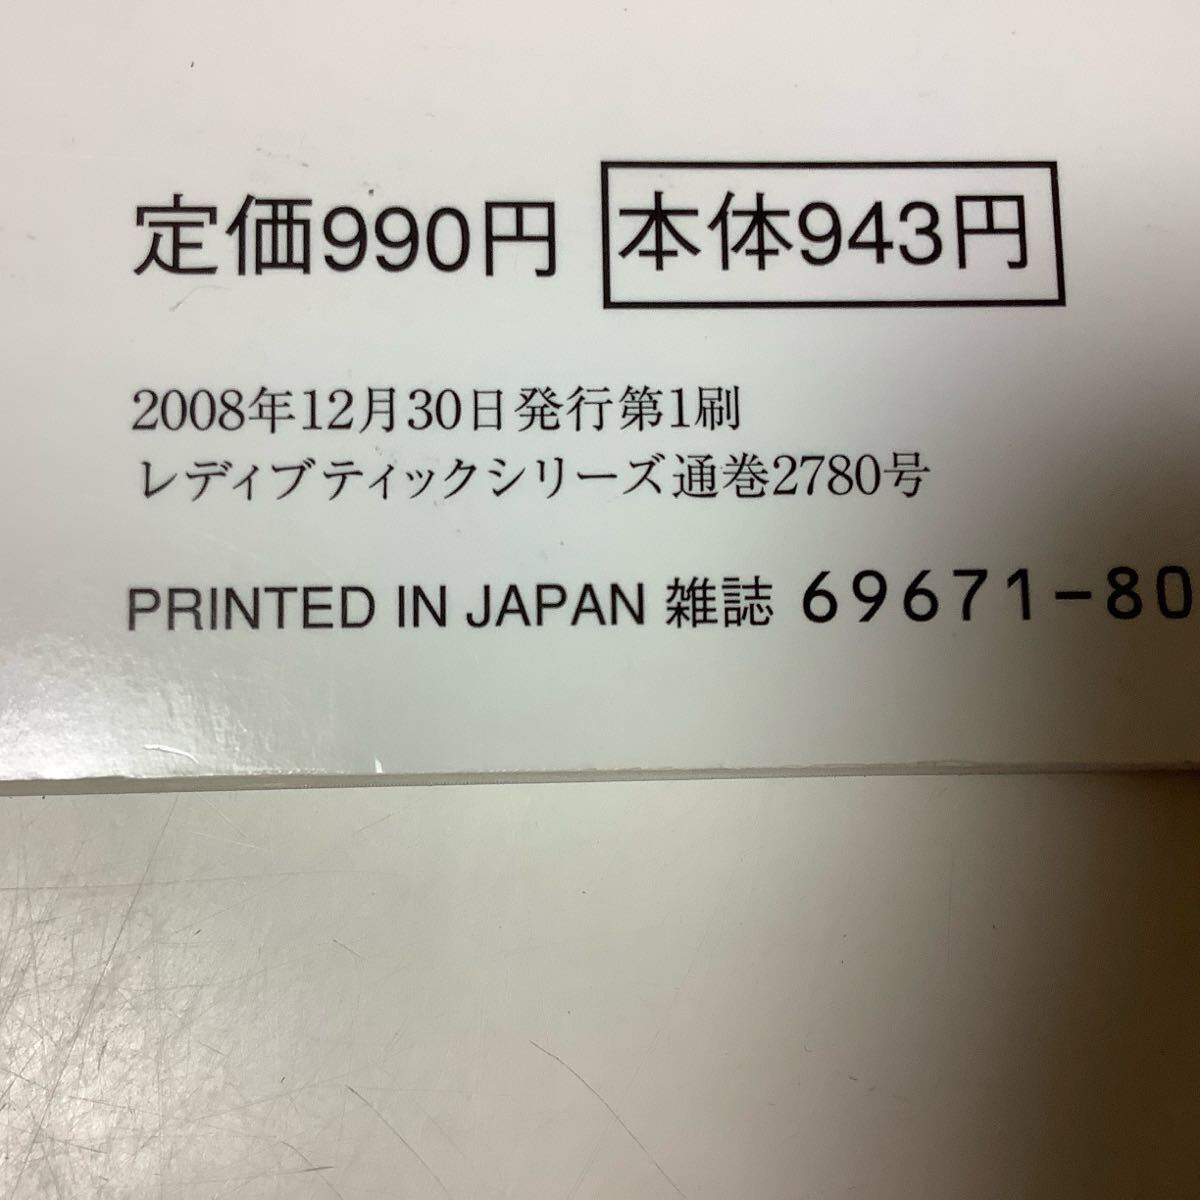 定価990円 本体943円
2008年12月30日発行第1刷
レディブティックシリーズ通巻2780号
PRINTED IN JAPAN 雑誌 69671-80